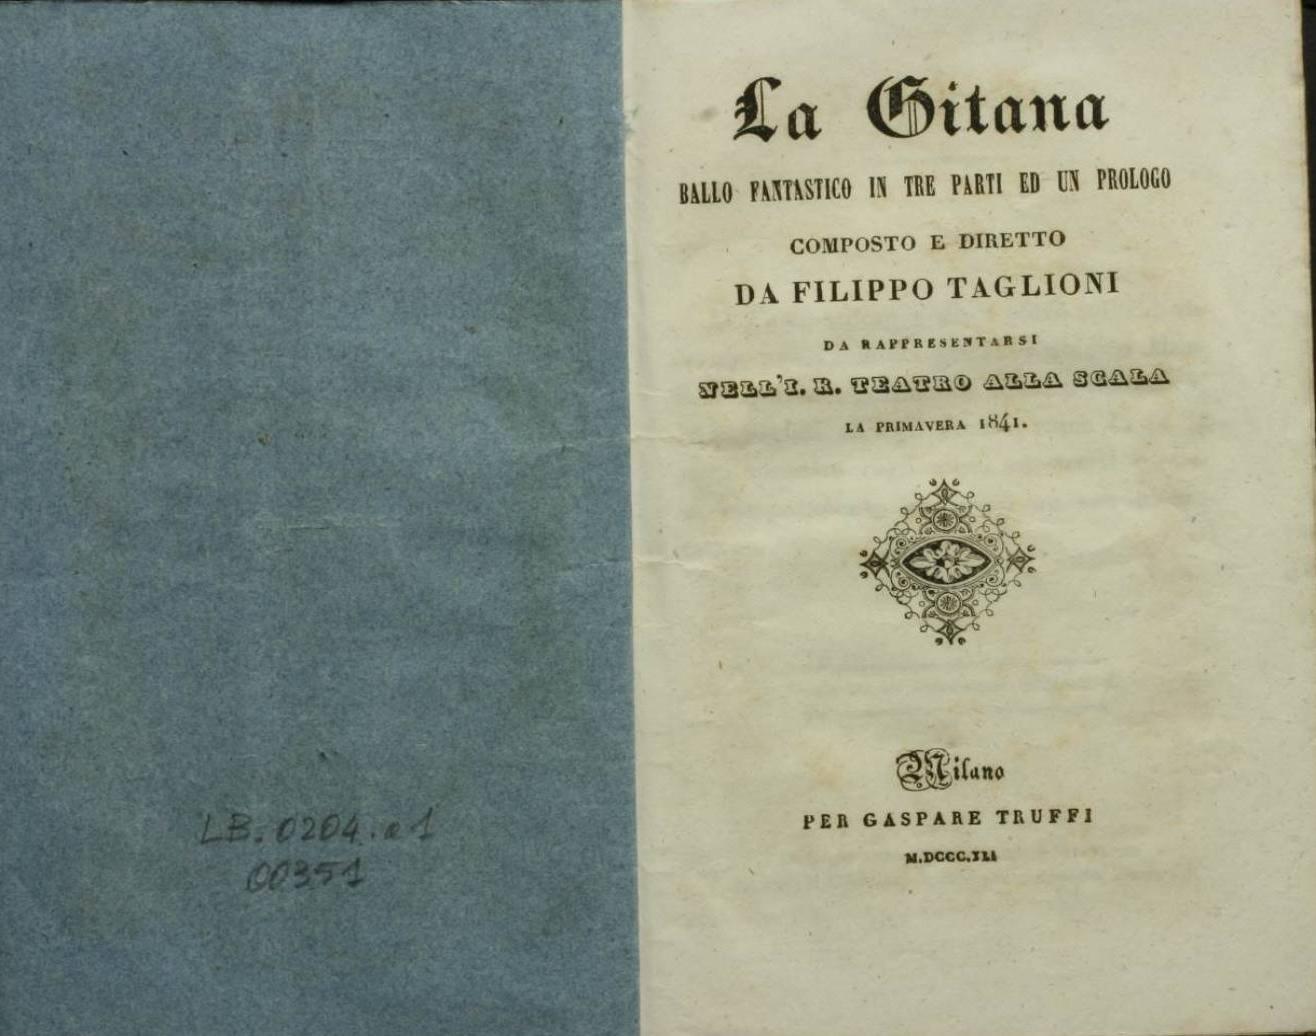 LB.0204.a1
00351
La Gitana
BALLO FANTASTICO IN TRE PARTI ED UN PROLOGO
COMPOSTO E DIRETTO
DA FILIPPO TAGLIONI
DA RAPPRESENTARSI
NELL'I. R. TEATRO ALLA SCALA
LA PRIMAVERA 1841.
Milano
PER GASPARE TRUFFI
M.DCCC.XLI